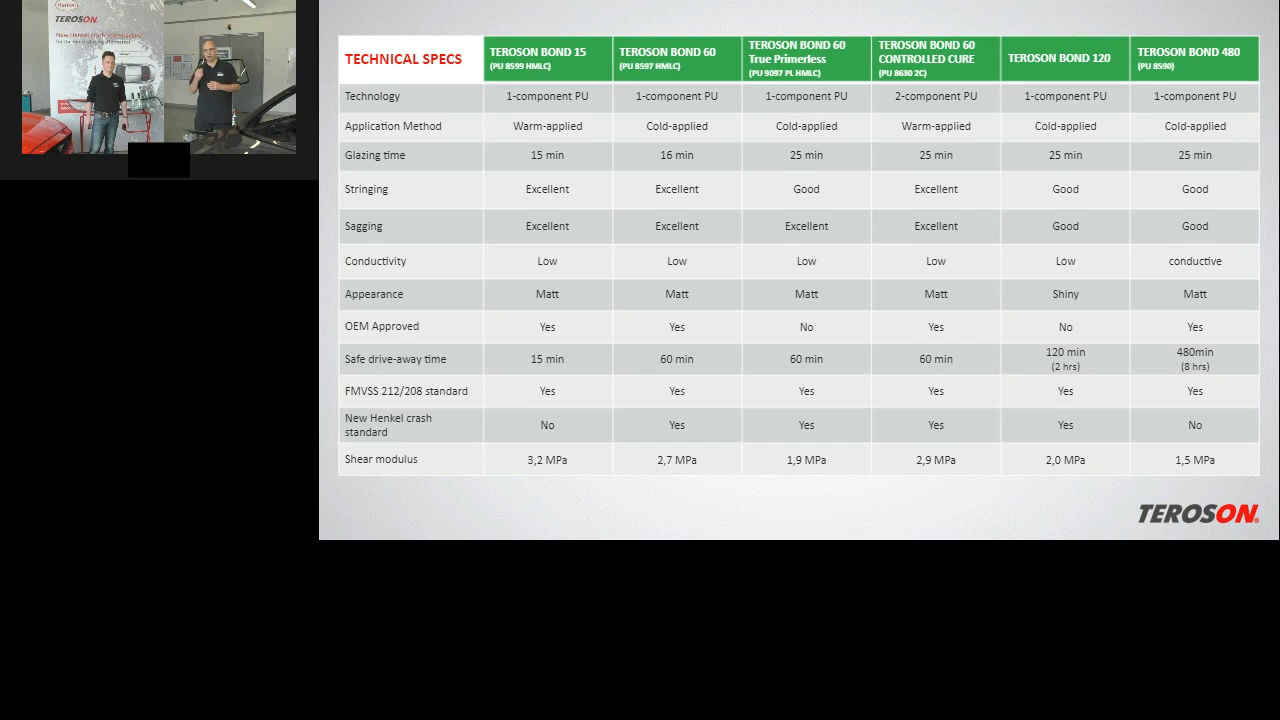 Henkel
TEROSON
TECHNICAL SPECS
TEROSON BOND 15
(PU 8599 HMLC)
TEROSON BOND 60
(PU 8597 HMLC)
TEROSON BOND 60
True Primerless
(PU 9097 PL HMLC)
TEROSON BOND 60
CONTROLLED CURE
(PU 8630 2C)
TEROSON BOND 120
TEROSON BOND 480
(PU 8590)
Technology 1-component PU 1-component PU 1-component PU 2-component PU 1-component PU 1-component PU
Application Method Warm-applied Cold-applied Cold-applied Warm-applied Cold-applied Cold-applied
Glazing time 15 min 16 min 25 min 25 min 25 min 25 min
Stringing Excellent Excellent Good Excellent Good Good
Sagging Excellent Excellent Excellent Excellent Good Good
Conductivity Low Low Low Low Low conductive
Appearance Matt Matt Matt Matt Shiny Matt
OEM Approved Yes Yes No Yes No Yes
Safe drive-away time 15 min 60 min 60 min 60 min 120 min (2 hrs) 480min (8 hrs)
FMVSS 212/208 standard Yes Yes Yes Yes Yes Yes
New Henkel crash
standard No Yes Yes Yes Yes No
Shear modulus 3,2 MPa 2,7 MPa 1,9 MPa 2,9 MPa 2,0 MPa 1,5 MPa
TEROSON®